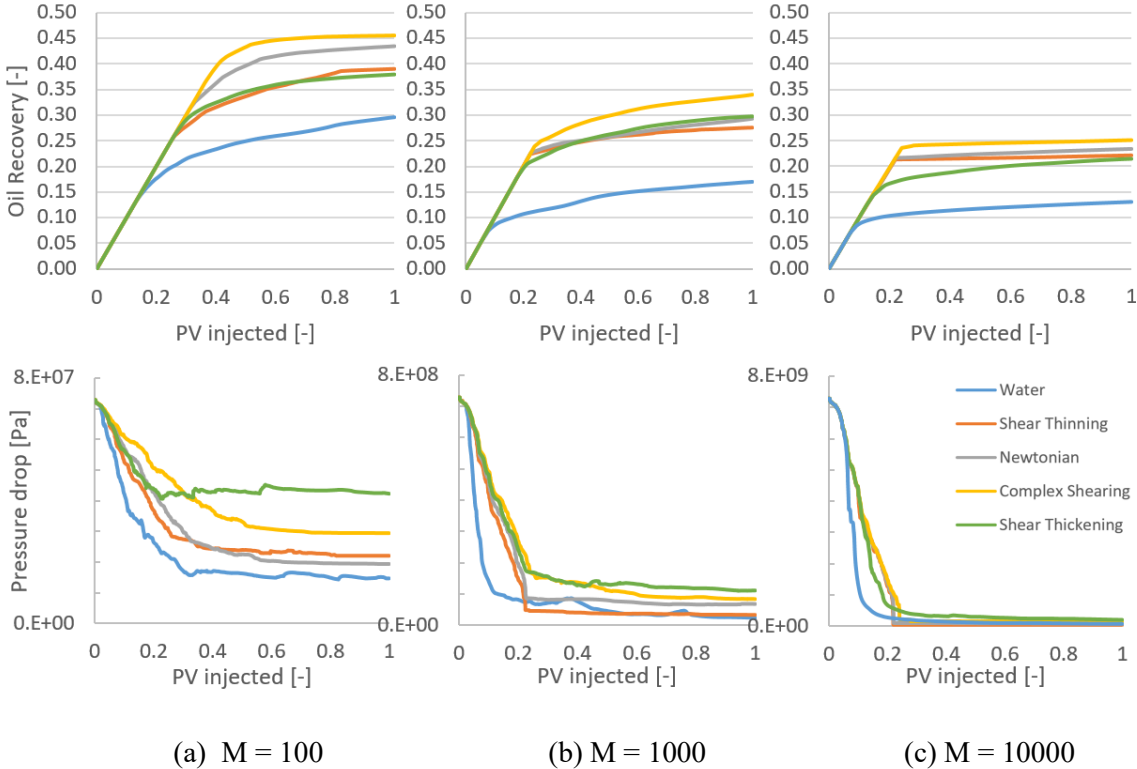 0.50 0.50 0.50
0.45 0.45 0.45
0.40 0.40 0.40
0.35 0.35 0.35
0.30 0.30 0.30
0.25 0.25 0.25
0.20 0.20 0.20
0.15 0.15 0.15
0.10 0.10 0.10
0.05 0.05 0.05
0.00 0.00 0.00
Oil Recovery [-]
0 0.2 0.4 0.6 0.8 1 0 0.2 0.4 0.6 0.8 1 0 0.2 0.4 0.6 0.8 1
PV injected [-] PV injected [-] PV injected [-]
8.E+07 8.E+08 8.E+09
Pressure drop [Pa]
Water
Shear Thinning
Newtonian
Complex Shearing
Shear Thickening
0.E+00 0.E+00 0.E+00
0 0.2 0.4 0.6 0.8 1 0 0.2 0.4 0.6 0.8 1 0 0.2 0.4 0.6 0.8 1
PV injected [-] PV injected [-] PV injected [-]
(a) M = 100 (b) M = 1000 (c) M = 10000